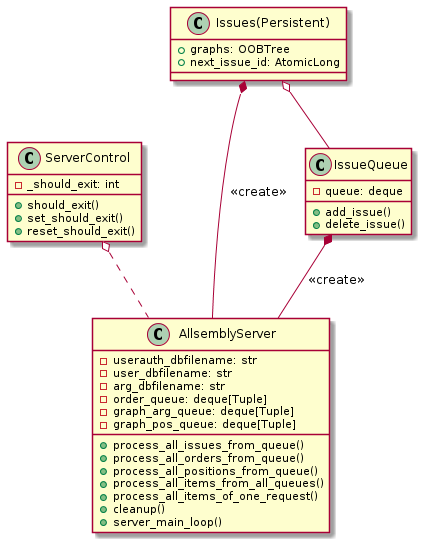 C Issues(Persistent)
graphs: OOBTree
next_issue_id: AtomicLong
C ServerControl
_should_exit: int
should_exit()
set_should_exit()
reset_should_exit()
«create»
C IssueQueue
queue: deque
add_issue()
delete_issue()
«create»
C AllsemblyServer
userauth_dbfilename: str
user_dbfilename: str
arg_dbfilename: str
order_queue: deque[Tuple]
graph_arg_queue: deque[Tuple]
graph_pos_queue: deque[Tuple]
process_all_issues_from_queue()
process_all_orders_from_queue()
process_all_positions_from_queue()
process_all_items_from_all_queues()
process_all_items_of_one_request()
cleanup()
server_main_loop()